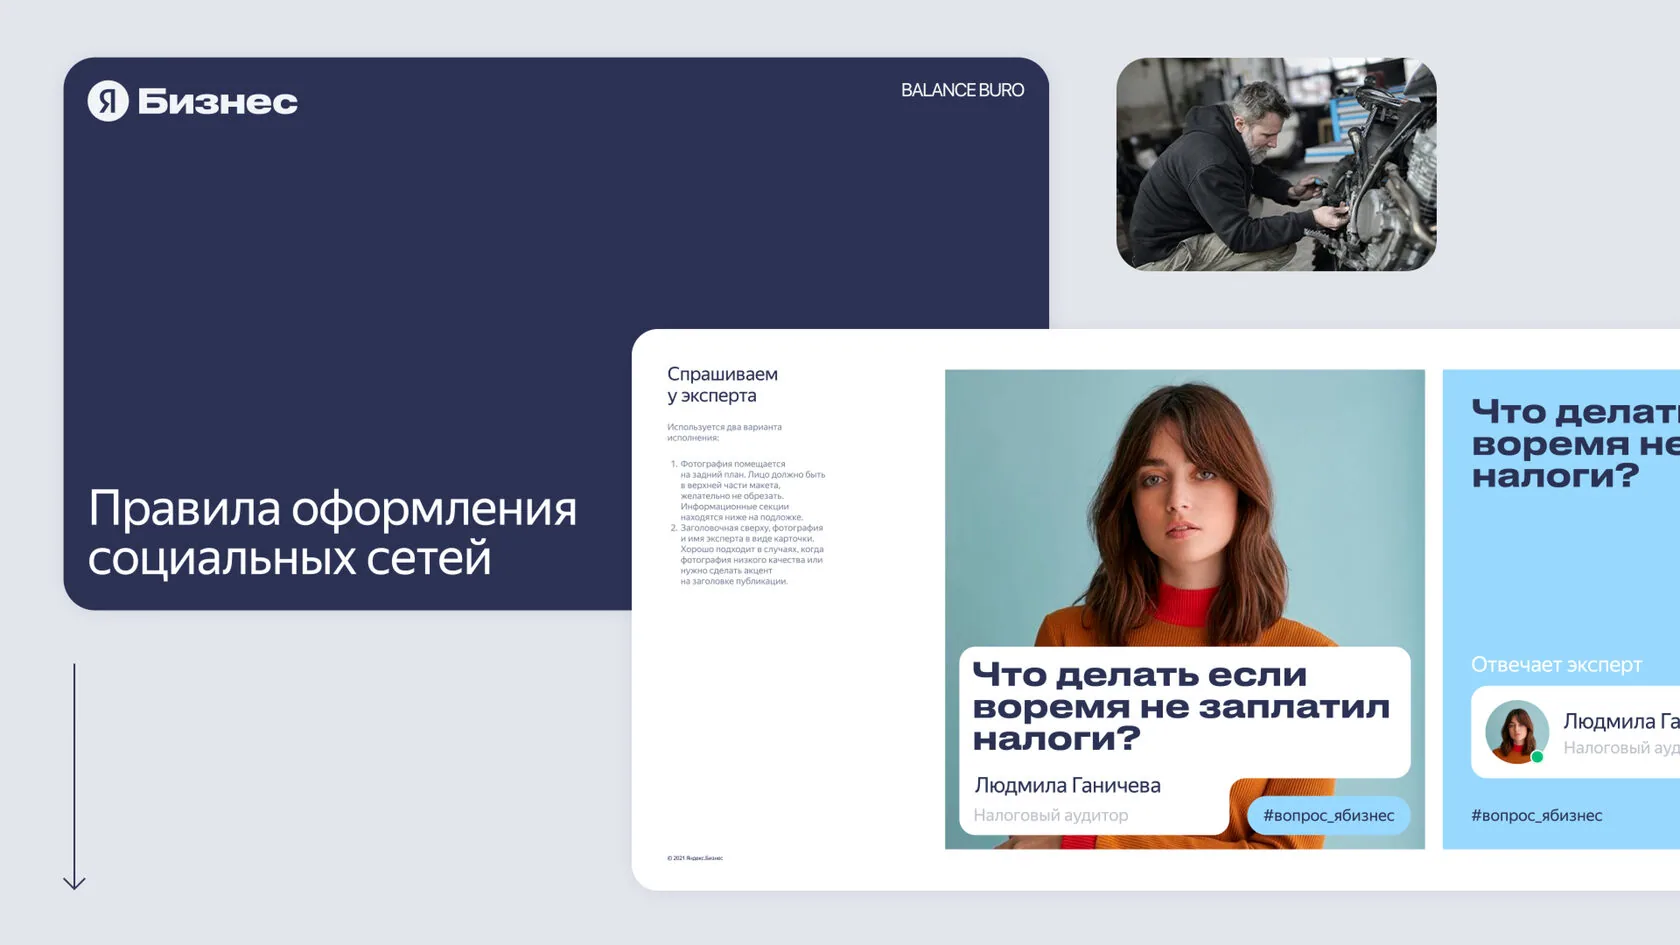 Я Бизнес
BALANCE BURO
Правила оформления
социальных сетей
Спрашиваем
у эксперта
Используется два варианта
исполнения:
1. Фотография помещается
на задний план. Лицо должно быть
в верхней части макета,
желательно не обрезать.
Информационные секции
находятся ниже на подложке.
2. Заголовочная сверху, фотография
и имя эксперта в виде карточки.
Хорошо подходит в случаях, когда
фотография низкого качества или
нужно сделать акцент
на заголовке публикации.
© 2021 Яндекс.Бизнес
Что делать если
воремя не заплатил
налоги?
Людмила Ганичева
Налоговый аудитор
#вопрос_ябизнес
Что делать
воремя не
налоги?
Отвечает эксперт
Людмила Га
Налоговый ауд
#вопрос_ябизнес